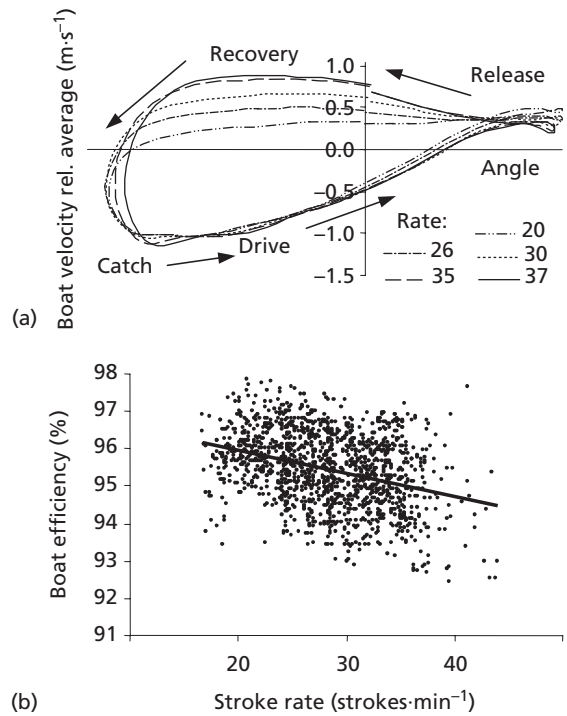 Boat velocity rel. average (m·s⁻¹)
Recovery
Release
1.0
0.5
0.0
−0.5
−1.0
−1.5
Angle
Catch
Drive
Rate:
20
26
30
35
37
(a)
Boat efficiency (%)
98
97
96
95
94
93
92
91
20 30 40
Stroke rate (strokes·min⁻¹)
(b)